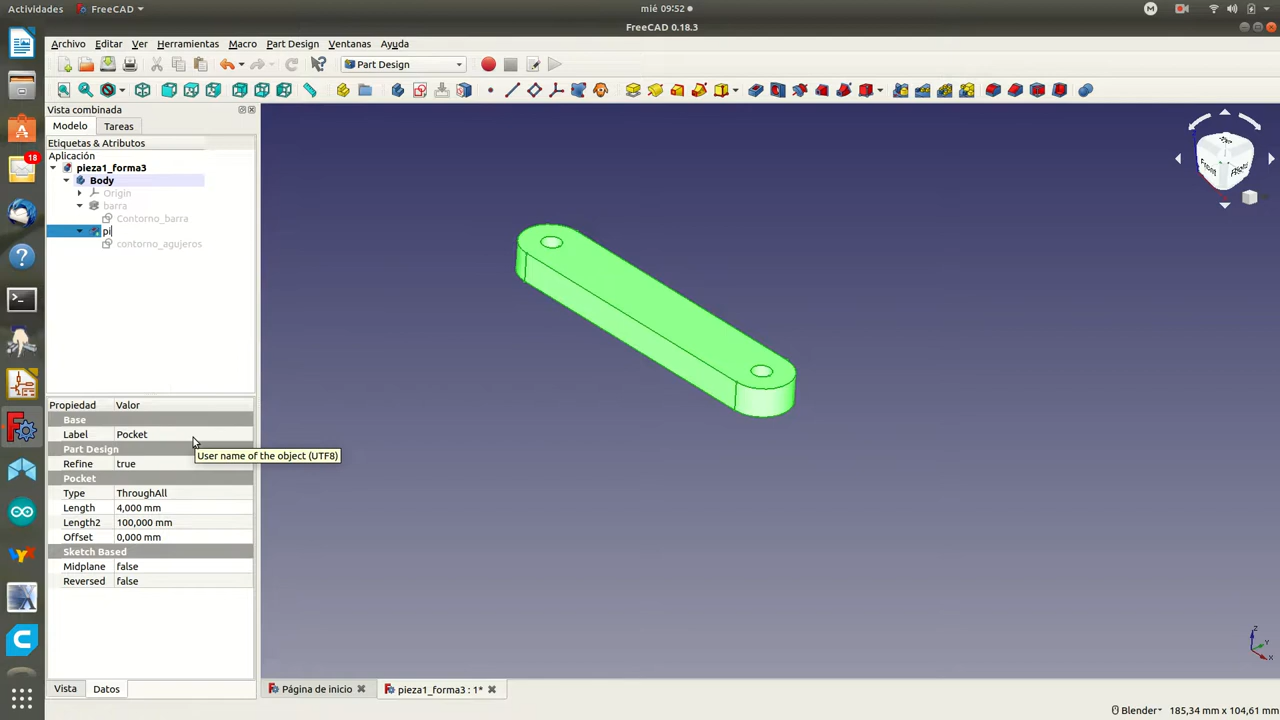 Actividades
FreeCAD
mié 09:52
M
FreeCAD 0.18.3
Archivo Editar Ver Herramientas Macro Part Design Ventanas Ayuda
Part Design
Vista combinada
Modelo Tareas
Etiquetas & Atributos
Aplicación
pieza1_forma3
Body
Origin
barra
Contorno_barra
pi
contorno_agujeros
18
Propiedad Valor
Base
Label Pocket
User name of the object (UTF8)
Part Design
Refine true
Pocket
Type ThroughAll
Length 4,000 mm
Length2 100,000 mm
Offset 0,000 mm
Sketch Based
Midplane false
Reversed false
Vista Datos
Página de inicio
pieza1_forma3 : 1*
Blender
185,34 mm x 104,61 mm
Front
Z
X